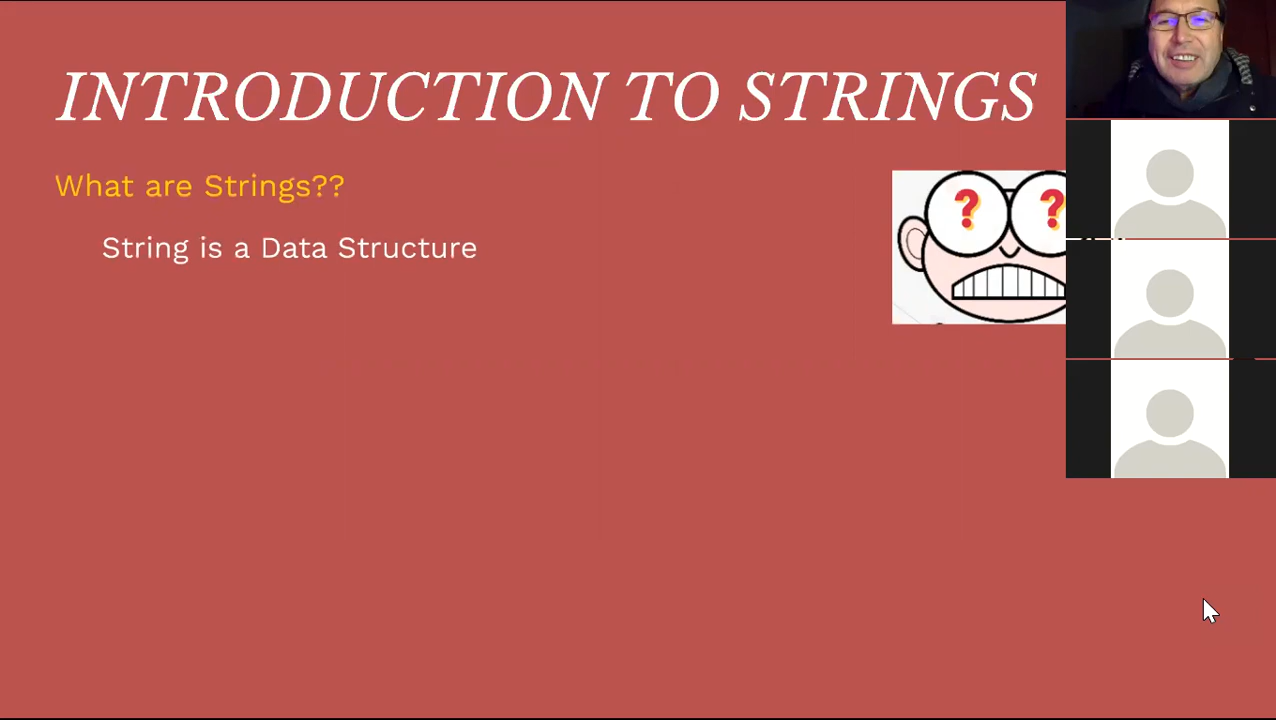 INTRODUCTION TO STRINGS
What are Strings??
String is a Data Structure
? ?